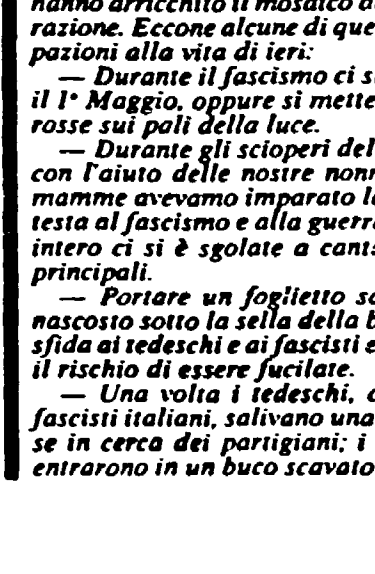 hanno arricchito il mosaico d
razione. Eccone alcune di que
pazioni alla vita di ieri:
— Durante il fascismo ci s
il 1° Maggio, oppure si mette
rosse sui pali della luce.
— Durante gli scioperi del
con l'aiuto delle nostre nonn
mamme avevamo imparato l
testa al fascismo e alla guerr
intero ci si è sgolate a cant
principali.
— Portare un foglietto s
nascosto sotto la sella della b
sfida ai tedeschi e ai fascisti e
il rischio di essere fucilate.
— Una volta i tedeschi, 
fascisti italiani, salivano una
se in cerca dei partigiani; i
entrarono in un buco scavato